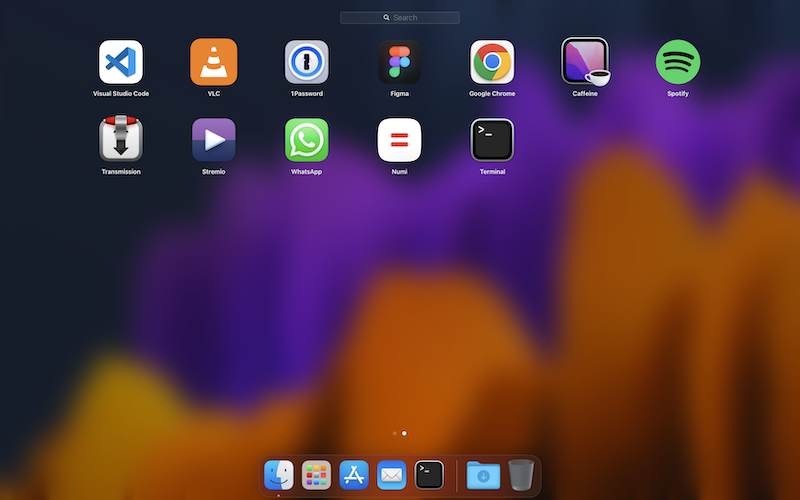 Search
Visual Studio Code
VLC
1Password
Figma
Google Chrome
Caffeine
Spotify
Transmission
Stremio
WhatsApp
Numi
Terminal